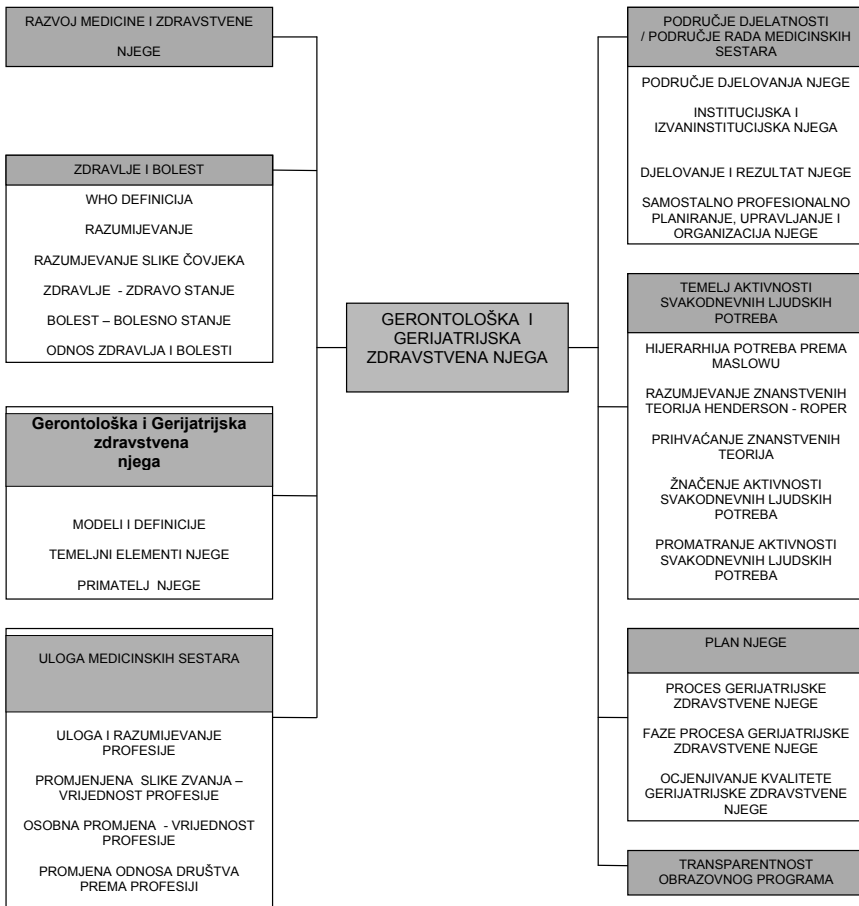 RAZVOJ MEDICINE I ZDRAVSTVENE
NJEGE
ZDRAVLJE I BOLEST
WHO DEFINICIJA
RAZUMIJEVANJE
RAZUMJEVANJE SLIKE ČOVJEKA
ZDRAVLJE - ZDRAVO STANJE
BOLEST – BOLESNO STANJE
ODNOS ZDRAVLJA I BOLESTI
Gerontološka i Gerijatrijska
zdravstvena
njega
MODELI I DEFINICIJE
TEMELJNI ELEMENTI NJEGE
PRIMATELJ NJEGE
ULOGA MEDICINSKIH SESTARA
ULOGA I RAZUMIJEVANJE
PROFESIJE
PROMJENJENA SLIKE ZVANJA –
VRIJEDNOST PROFESIJE
OSOBNA PROMJENA - VRIJEDNOST
PROFESIJE
PROMJENA ODNOSA DRUŠTVA
PREMA PROFESIJI
GERONTOLOŠKA I
GERIJATRIJSKA
ZDRAVSTVENA NJEGA
PODRUČJE DJELATNOSTI
/ PODRUČJE RADA MEDICINSKIH
SESTARA
PODRUČJE DJELOVANJA NJEGE
INSTITUCIJSKA I
IZVANINSTITUCIJSKA NJEGA
DJELOVANJE I REZULTAT NJEGE
SAMOSTALNO PROFESIONALNO
PLANIRANJE, UPRAVLJANJE I
ORGANIZACIJA NJEGE
TEMELJ AKTIVNOSTI
SVAKODNEVNIH LJUDSKIH
POTREBA
HIJERARHIJA POTREBA PREMA
MASLOWU
RAZUMJEVANJE ZNANSTVENIH
TEORIJA HENDERSON - ROPER
PRIHVAĆANJE ZNANSTVENIH
TEORIJA
ŽNAČENJE AKTIVNOSTI
SVAKODNEVNIH LJUDSKIH
POTREBA
PROMATRANJE AKTIVNOSTI
SVAKODNEVNIH LJUDSKIH
POTREBA
PLAN NJEGE
PROCES GERIJATRIJSKE
ZDRAVSTVENE NJEGE
FAZE PROCESA GERIJATRIJSKE
ZDRAVSTVENE NJEGE
OCJENJIVANJE KVALITETE
GERIJATRIJSKE ZDRAVSTVENE
NJEGE
TRANSPARENTNOST
OBRAZOVNOG PROGRAMA